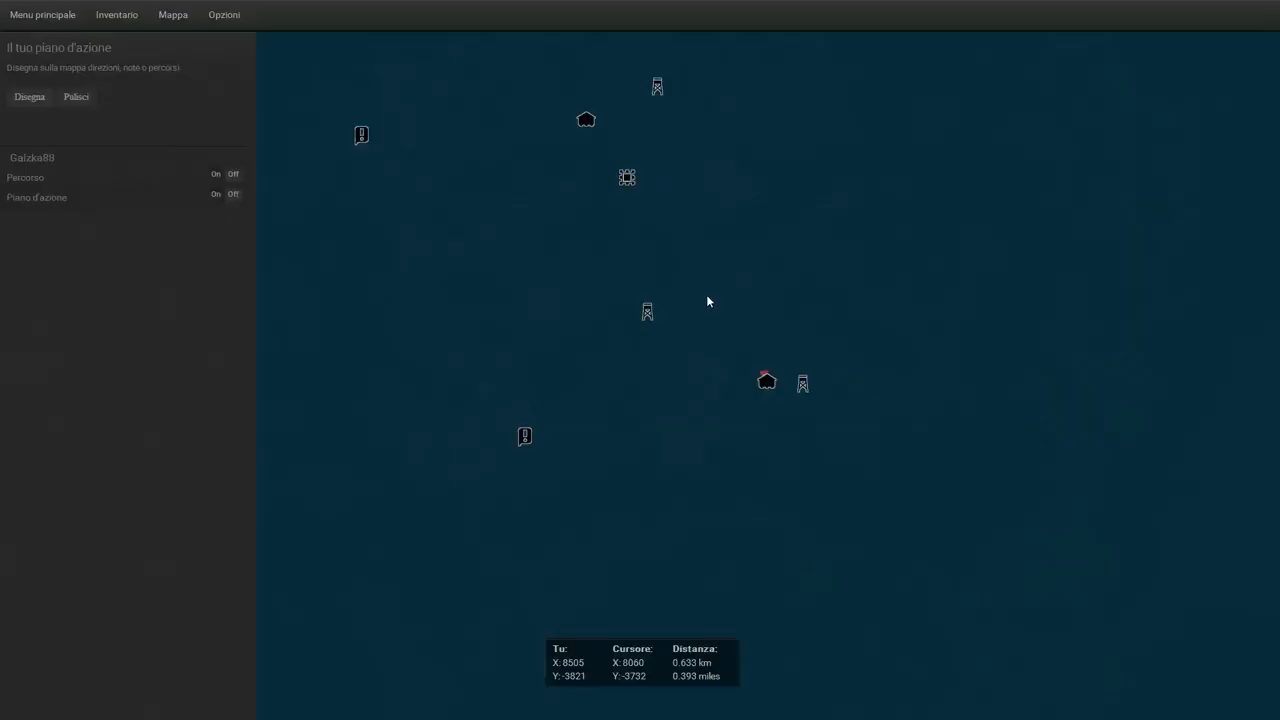 Menu principale Inventario Mappa Opzioni
Il tuo piano d'azione
Disegna sulla mappa direzioni, note o percorsi.
Disegna Pulisci
Galzka88
Percorso On Off
Piano d'azione On Off
Tu: Cursore: Distanza:
X: 8505 X: 8060 0.633 km
Y: -3821 Y: -3732 0.393 miles